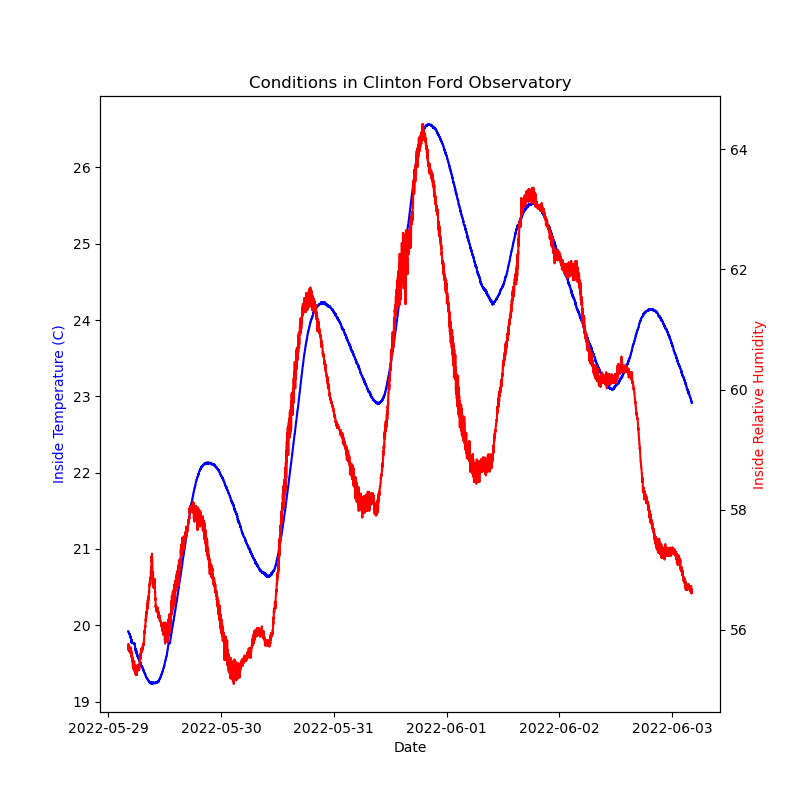 Conditions in Clinton Ford Observatory
Inside Temperature (C)
26
25
24
23
22
21
20
19
64
62
60
58
56
Inside Relative Humidity
2022-05-29 2022-05-30 2022-05-31 2022-06-01 2022-06-02 2022-06-03
Date